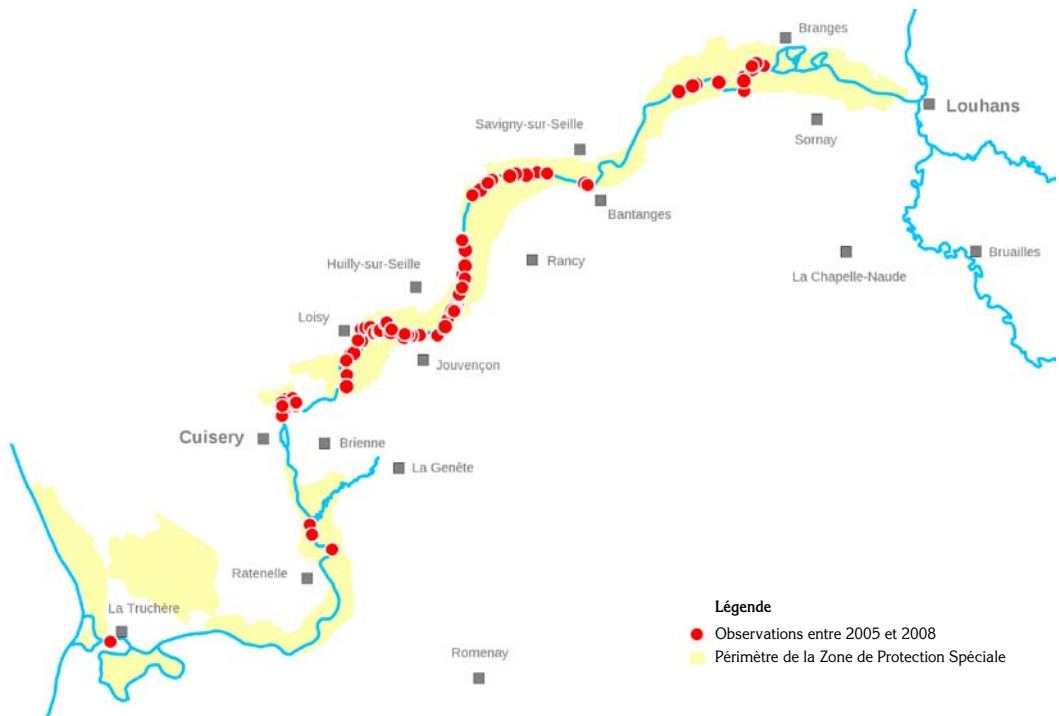 Branges
Louhans
Savigny-sur-Seille
Sornay
Bantanges
Huilly-sur-Seille
Rancy
La Chapelle-Naude
Bruailles
Loisy
Jouvençon
Cuisery
Brienne
La Genête
Ratenelle
La Truchère
Romenay
Légende
Observations entre 2005 et 2008
Périmètre de la Zone de Protection Spéciale